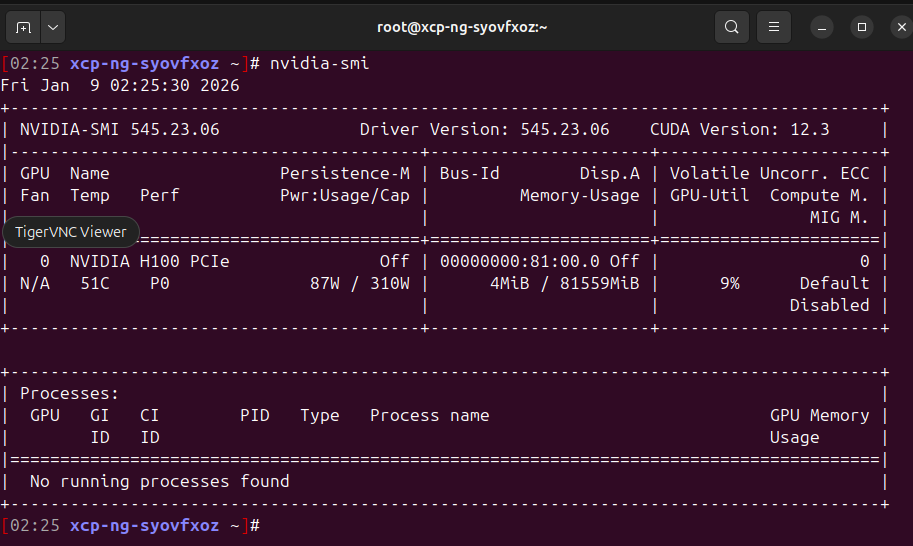 root@xcp-ng-syovfxoz:~
[02:25 xcp-ng-syovfxoz ~]# nvidia-smi
Fri Jan  9 02:25:30 2026
+---------------------------------------------------------------------------------------+
| NVIDIA-SMI 545.23.06              Driver Version: 545.23.06    CUDA Version: 12.3     |
|-----------------------------------------+----------------------+----------------------+
| GPU  Name                 Persistence-M | Bus-Id        Disp.A | Volatile Uncorr. ECC |
| Fan  Temp   Perf          Pwr:Usage/Cap |         Memory-Usage | GPU-Util  Compute M. |
|                                         |                      |               MIG M. |
TigerVNC Viewer ============================+======================+======================|
|   0  NVIDIA H100 PCIe               Off | 00000000:81:00.0 Off |                    0 |
| N/A   51C    P0              87W / 310W |      4MiB / 81559MiB |      9%      Default |
|                                         |                      |             Disabled |
+-----------------------------------------+----------------------+----------------------+
+---------------------------------------------------------------------------------------+
| Processes:                                                                            |
|  GPU   GI   CI        PID   Type   Process name                            GPU Memory |
|        ID   ID                                                             Usage      |
|=======================================================================================|
|  No running processes found                                                           |
+---------------------------------------------------------------------------------------+
[02:25 xcp-ng-syovfxoz ~]#